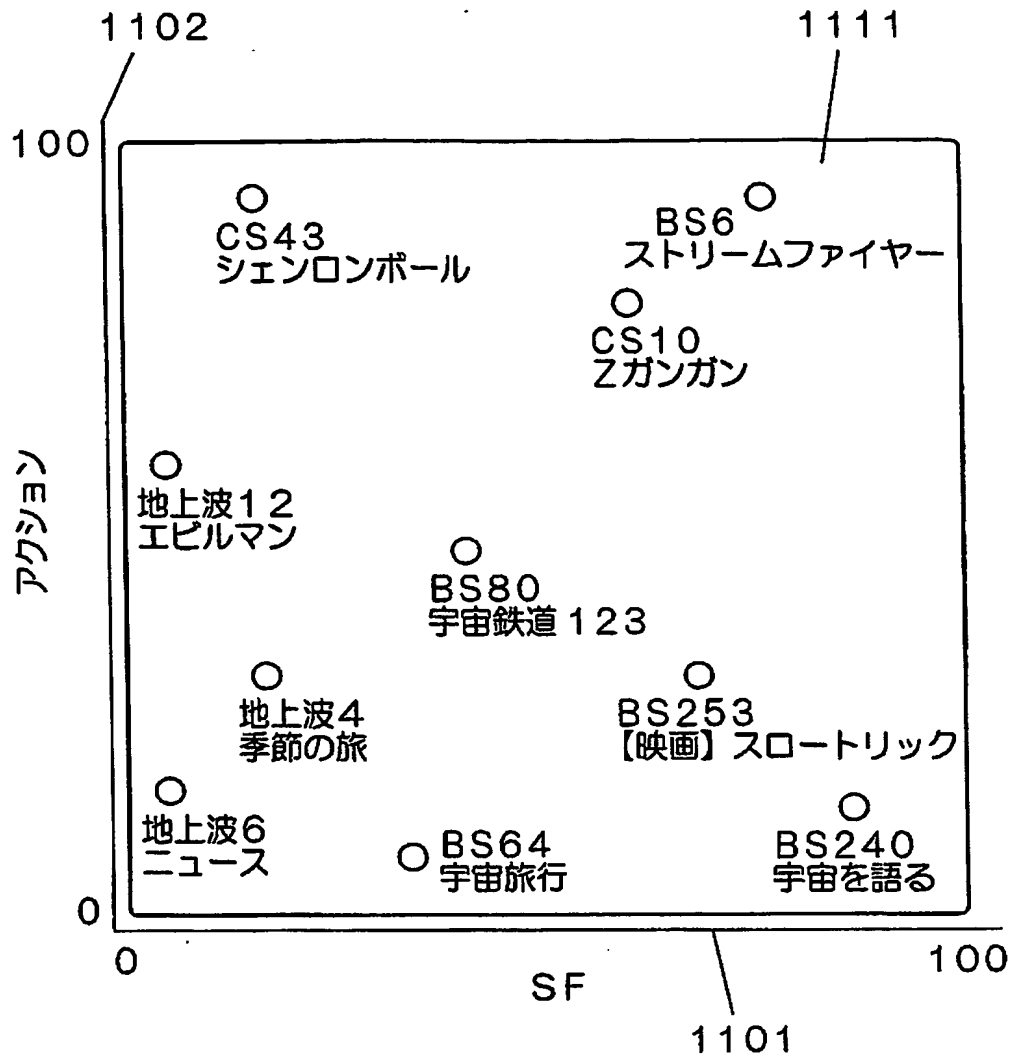 1102
1111
100
CS43
シェンロンボール
BS6
ストリームファイヤー
CS10
Zガンガン
アクション
地上波12
エビルマン
BS80
宇宙鉄道123
地上波4
季節の旅
BS253
【映画】スロートリック
地上波6
ニュース
BS64
宇宙旅行
BS240
宇宙を語る
0
0
SF
100
1101